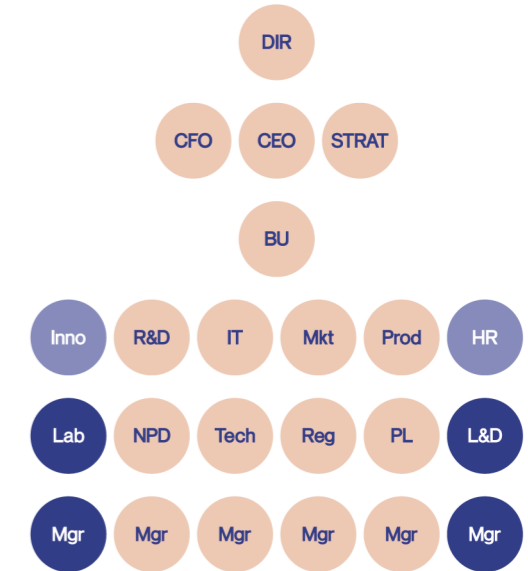 DIR
CFO CEO STRAT
BU
Inno R&D IT Mkt Prod HR
Lab NPD Tech Reg PL L&D
Mgr Mgr Mgr Mgr Mgr Mgr